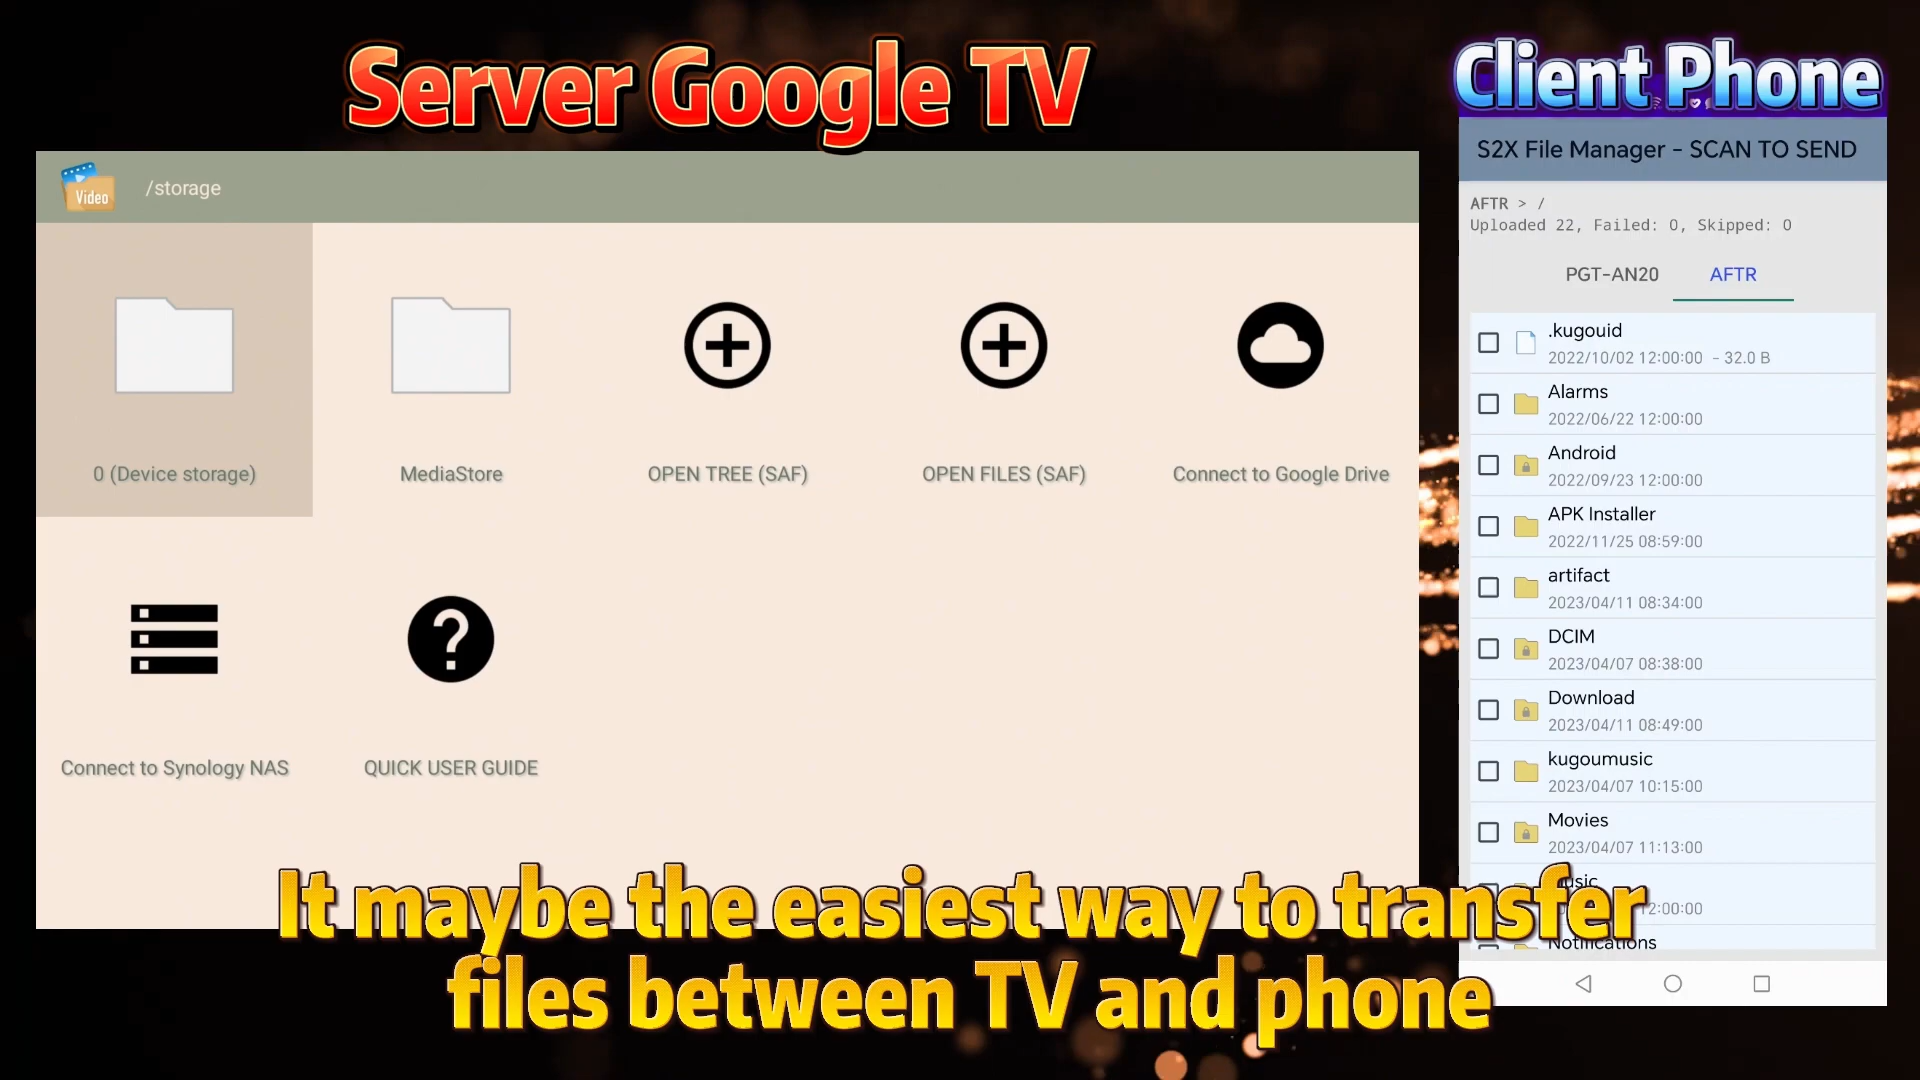 Server Google TV
Client Phone
Video
/storage
0 (Device storage)
MediaStore
OPEN TREE (SAF)
OPEN FILES (SAF)
Connect to Google Drive
Connect to Synology NAS
QUICK USER GUIDE
S2X File Manager - SCAN TO SEND
AFTR > /
Uploaded 22, Failed: 0, Skipped: 0
PGT-AN20 AFTR
.kugouid
2022/10/02 12:00:00 - 32.0 B
Alarms
2022/06/22 12:00:00
Android
2022/09/23 12:00:00
APK Installer
2022/11/25 08:59:00
artifact
2023/04/11 08:34:00
DCIM
2023/04/07 08:38:00
Download
2023/04/11 08:49:00
kugoumusic
2023/04/07 10:15:00
Movies
2023/04/07 11:13:00
12:00:00
Notifications
It maybe the easiest way to transfer
files between TV and phone